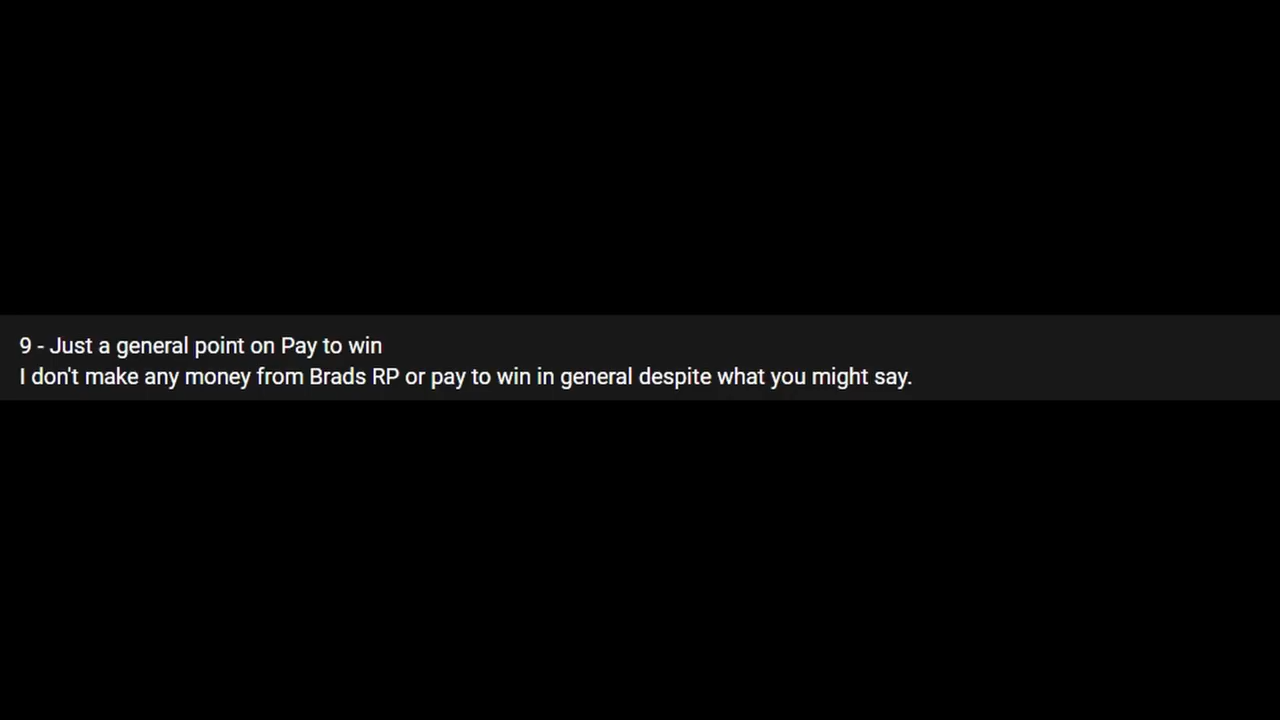 9 - Just a general point on Pay to win
I don't make any money from Brads RP or pay to win in general despite what you might say.